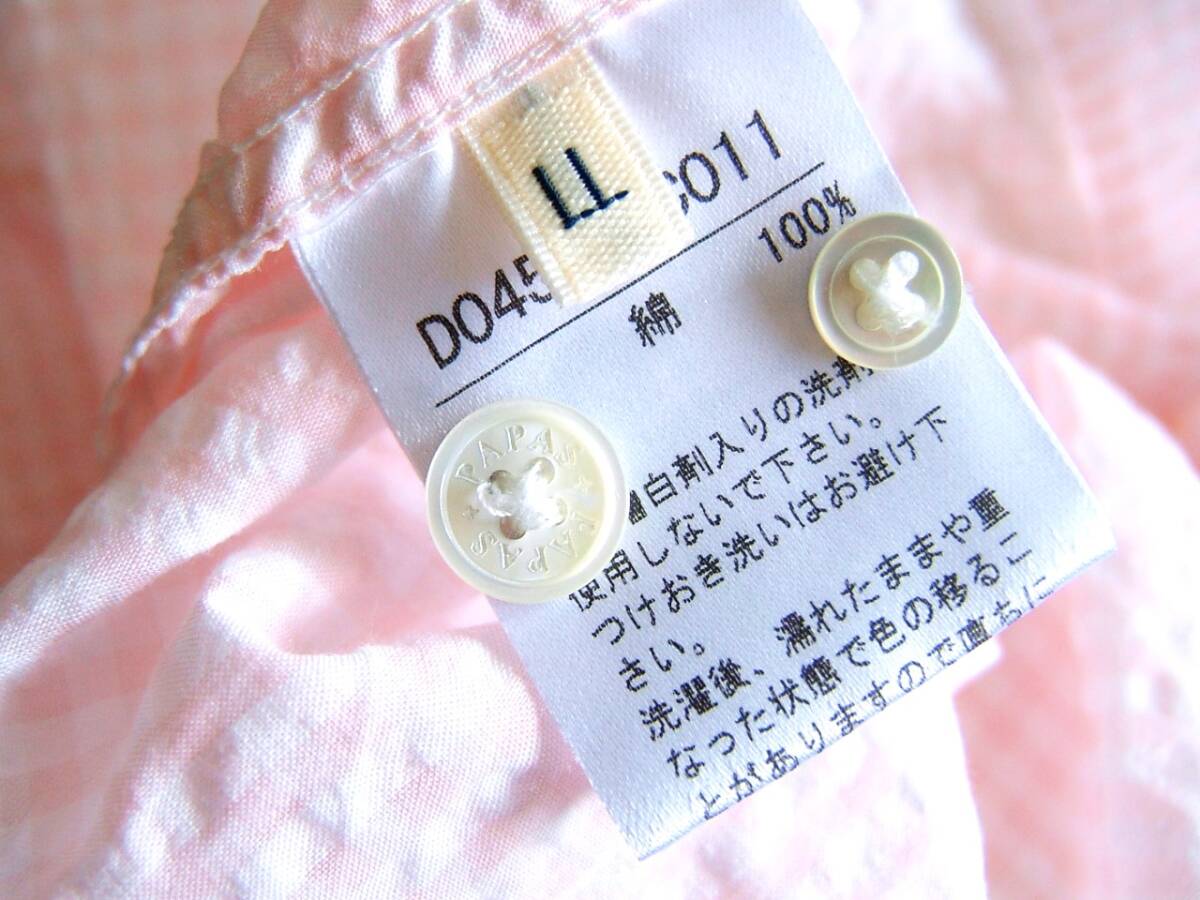 LL
D045 C011
綿 100%
白剤入りの洗剤
使用しないで下さい。
つけおき洗いはお避け下
さい。
洗濯後、濡れたままや重
なった状態で色の移るこ
とがありますので直ちに
PAPAS
PAPAS